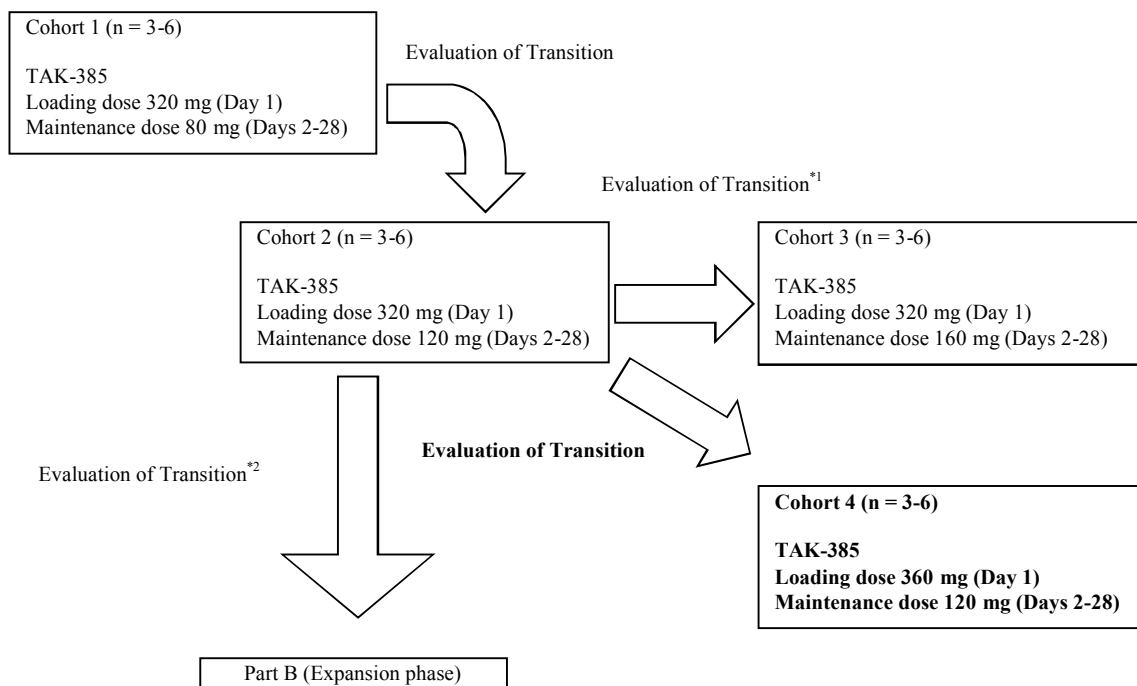 Cohort 1 (n = 3-6)
TAK-385
Loading dose 320 mg (Day 1)
Maintenance dose 80 mg (Days 2-28)
Evaluation of Transition
Evaluation of Transition*1
Cohort 2 (n = 3-6)
TAK-385
Loading dose 320 mg (Day 1)
Maintenance dose 120 mg (Days 2-28)
Cohort 3 (n = 3-6)
TAK-385
Loading dose 320 mg (Day 1)
Maintenance dose 160 mg (Days 2-28)
Evaluation of Transition*2
Evaluation of Transition
Cohort 4 (n = 3-6)
TAK-385
Loading dose 360 mg (Day 1)
Maintenance dose 120 mg (Days 2-28)
Part B (Expansion phase)